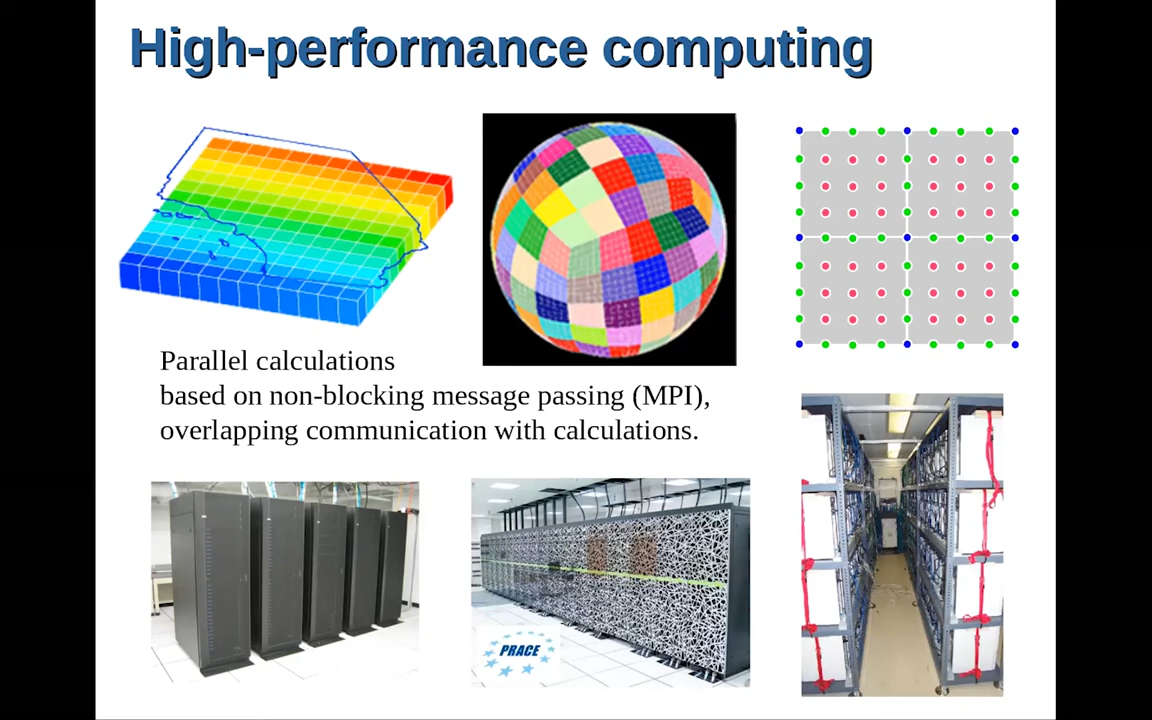 High-performance computing
Parallel calculations
based on non-blocking message passing (MPI),
overlapping communication with calculations.
PRACE